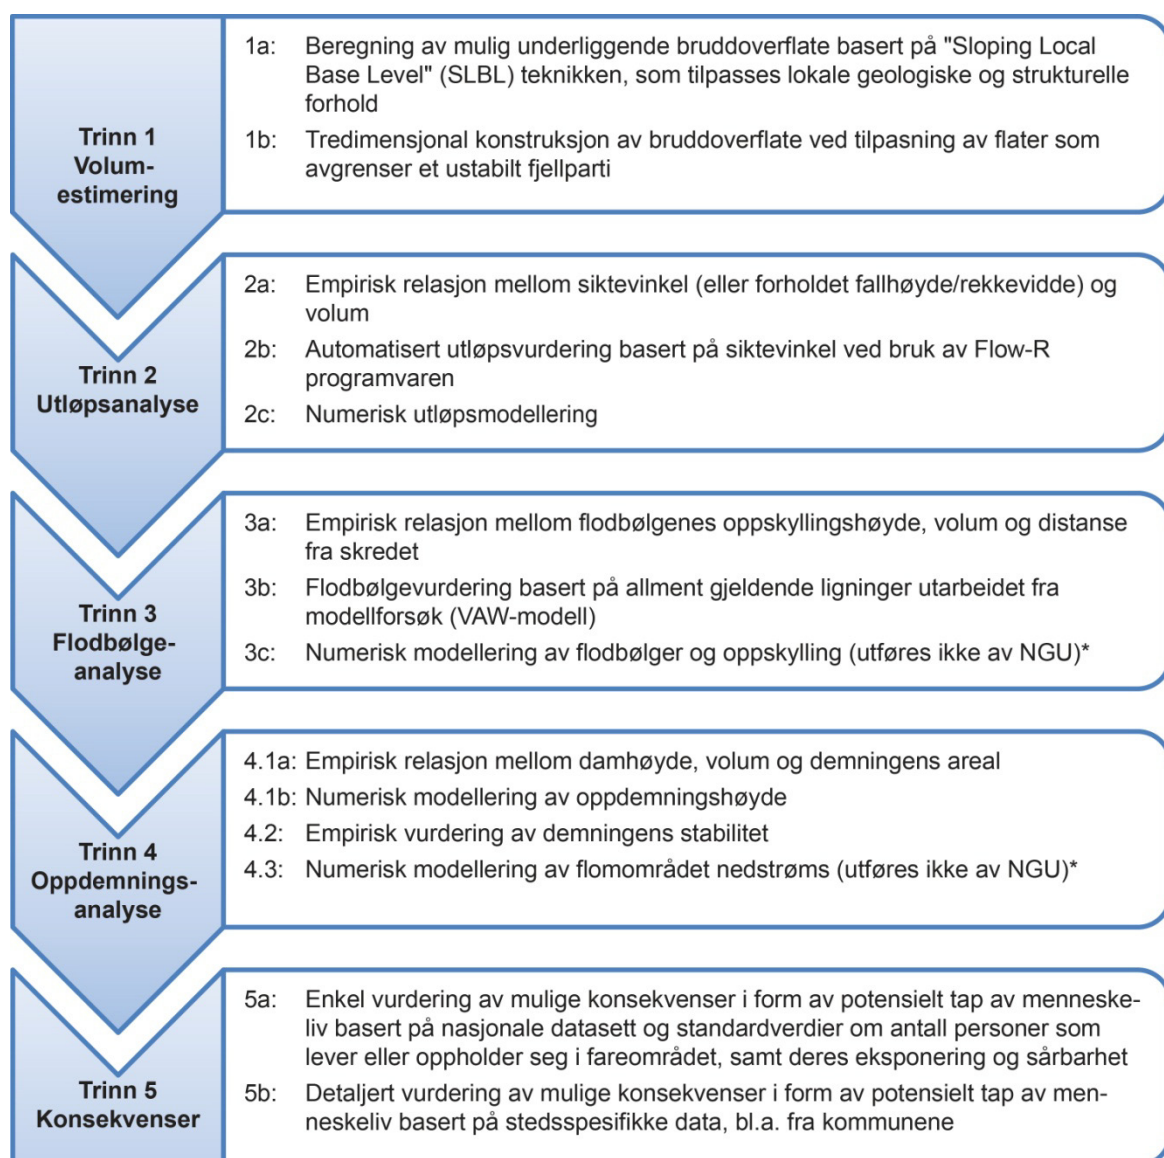 Trinn 1
Volum-
estimering
1a: Beregning av mulig underliggende bruddoverflate basert på "Sloping Local
Base Level" (SLBL) teknikken, som tilpasses lokale geologiske og strukturelle
forhold
1b: Tredimensjonal konstruksjon av bruddoverflate ved tilpasning av flater som
avgrenser et ustabilt fjellparti
Trinn 2
Utløpsanalyse
2a: Empirisk relasjon mellom siktevinkel (eller forholdet fallhøyde/rekkevidde) og
volum
2b: Automatisert utløpsvurdering basert på siktevinkel ved bruk av Flow-R
programvaren
2c: Numerisk utløpsmodellering
Trinn 3
Flodbølge-
analyse
3a: Empirisk relasjon mellom flodbølgenes oppskyllingshøyde, volum og distanse
fra skredet
3b: Flodbølgevurdering basert på allment gjeldende ligninger utarbeidet fra
modellforsøk (VAW-modell)
3c: Numerisk modellering av flodbølger og oppskylling (utføres ikke av NGU)*
Trinn 4
Oppdemnings-
analyse
4.1a: Empirisk relasjon mellom damhøyde, volum og demningens areal
4.1b: Numerisk modellering av oppdemningshøyde
4.2: Empirisk vurdering av demningens stabilitet
4.3: Numerisk modellering av flomområdet nedstrøms (utføres ikke av NGU)*
Trinn 5
Konsekvenser
5a: Enkel vurdering av mulige konsekvenser i form av potensielt tap av menneske-
liv basert på nasjonale datasett og standardverdier om antall personer som
lever eller oppholder seg i fareområdet, samt deres eksponering og sårbarhet
5b: Detaljert vurdering av mulige konsekvenser i form av potensielt tap av men-
neskeliv basert på stedsspesifikke data, bl.a. fra kommunene